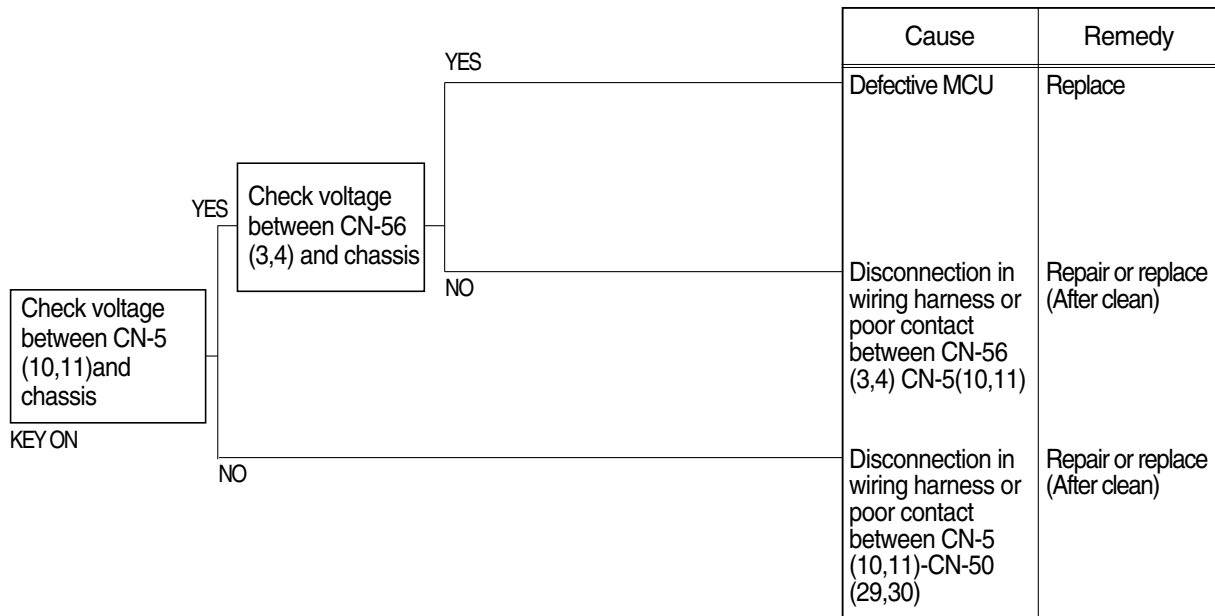 Cause
Remedy
YES
Defective MCU
Replace
YES
Check voltage
between CN-56
(3,4) and chassis
NO
Disconnection in
wiring harness or
poor contact
between CN-56
(3,4) CN-5(10,11)
Repair or replace
(After clean)
Check voltage
between CN-5
(10,11)and
chassis
KEY ON
NO
Disconnection in
wiring harness or
poor contact
between CN-5
(10,11)-CN-50
(29,30)
Repair or replace
(After clean)